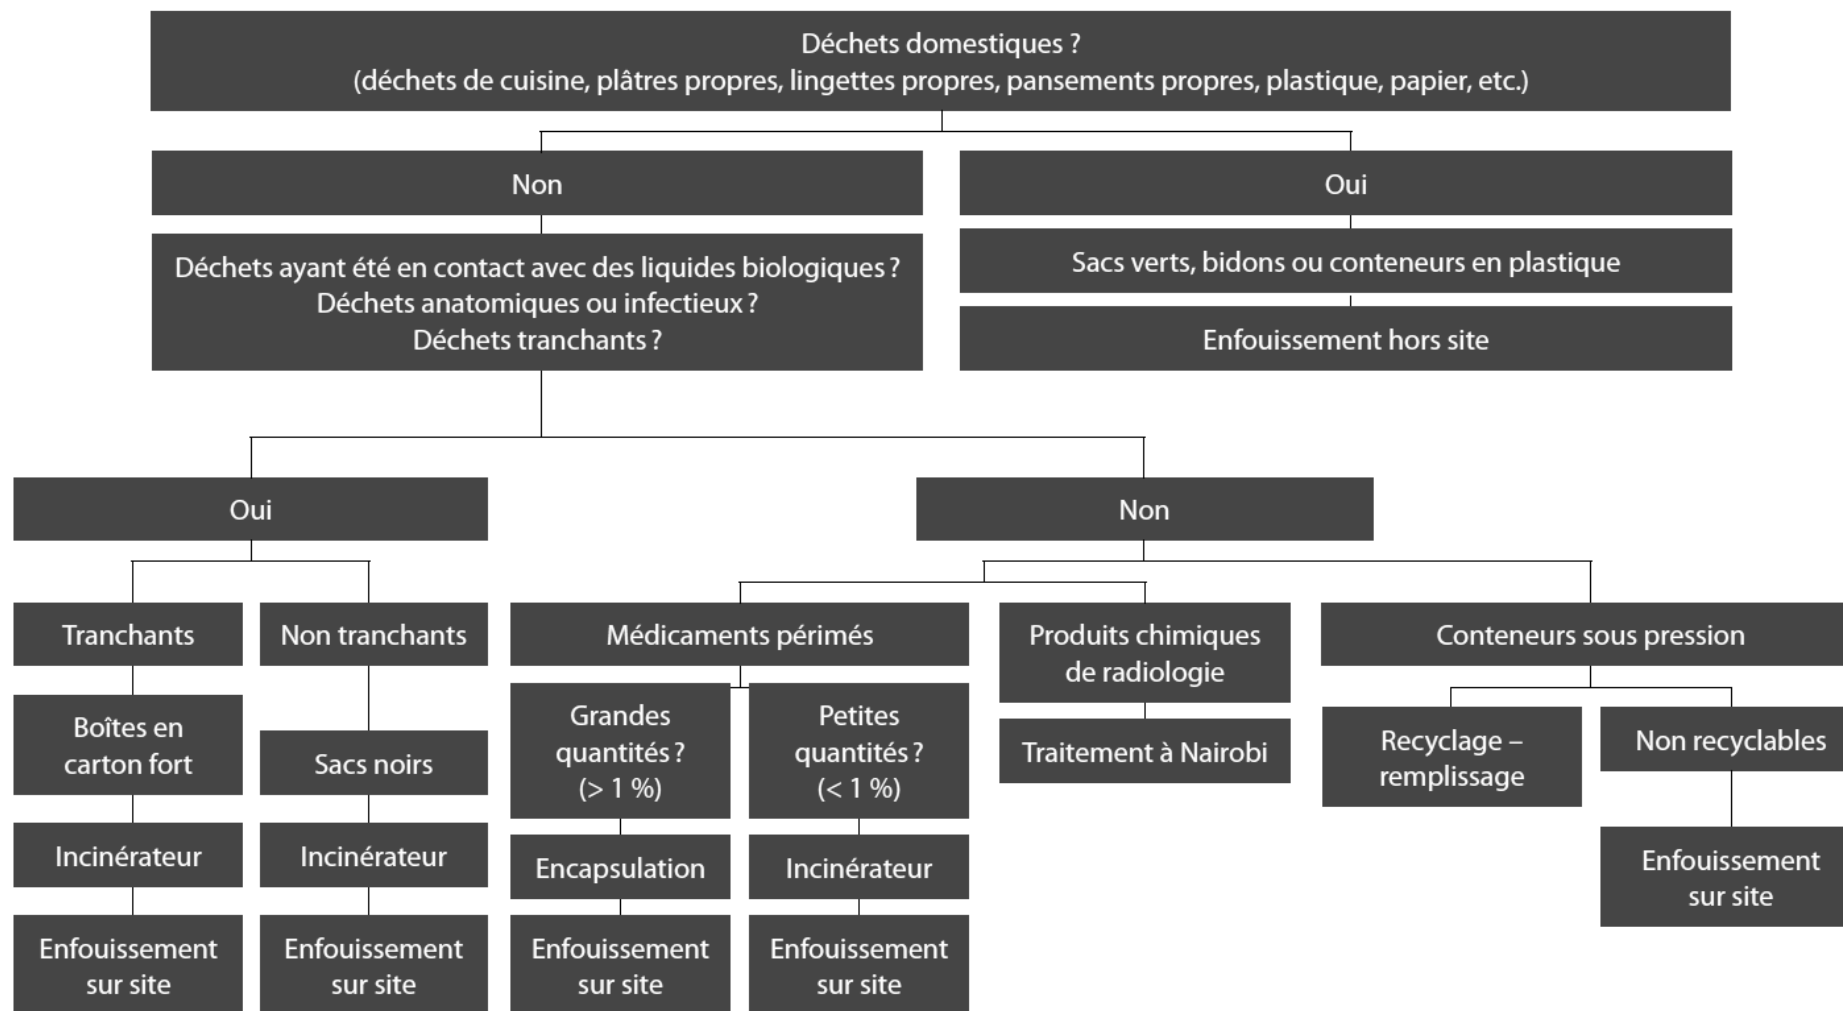 Déchets domestiques ?
(déchets de cuisine, plâtres propres, lingettes propres, pansements propres, plastique, papier, etc.)
Non
Oui
Déchets ayant été en contact avec des liquides biologiques ?
Déchets anatomiques ou infectieux ?
Déchets tranchants ?
Sacs verts, bidons ou conteneurs en plastique
Enfouissement hors site
Oui
Non
Tranchants
Non tranchants
Médicaments périmés
Produits chimiques
de radiologie
Conteneurs sous pression
Boîtes en
carton fort
Sacs noirs
Grandes
quantités ?
(> 1 %)
Petites
quantités ?
(< 1 %)
Traitement à Nairobi
Recyclage –
remplissage
Non recyclables
Incinérateur
Incinérateur
Encapsulation
Incinérateur
Enfouissement
sur site
Enfouissement
sur site
Enfouissement
sur site
Enfouissement
sur site
Enfouissement
sur site